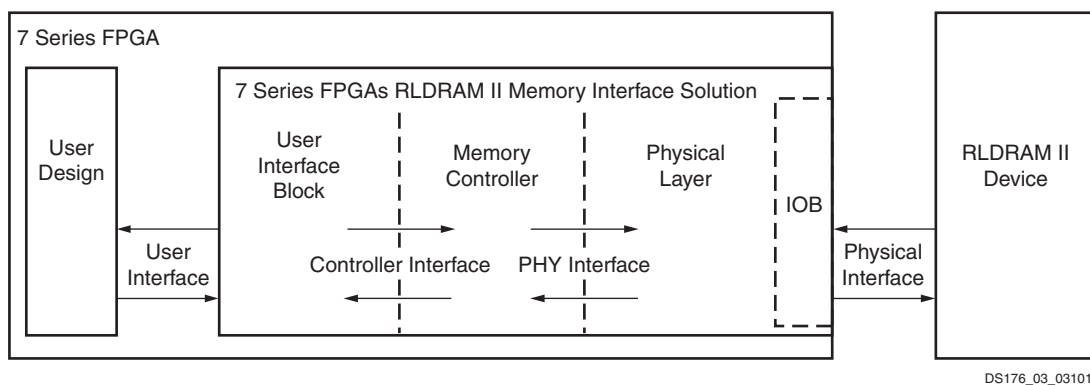 7 Series FPGA
7 Series FPGAs RLDRAM II Memory Interface Solution
User
Design
User
Interface
Block
Memory
Controller
Physical
Layer
IOB
RLDRAM II
Device
User
Interface
Controller Interface
PHY Interface
Physical
Interface
DS176_03_03101